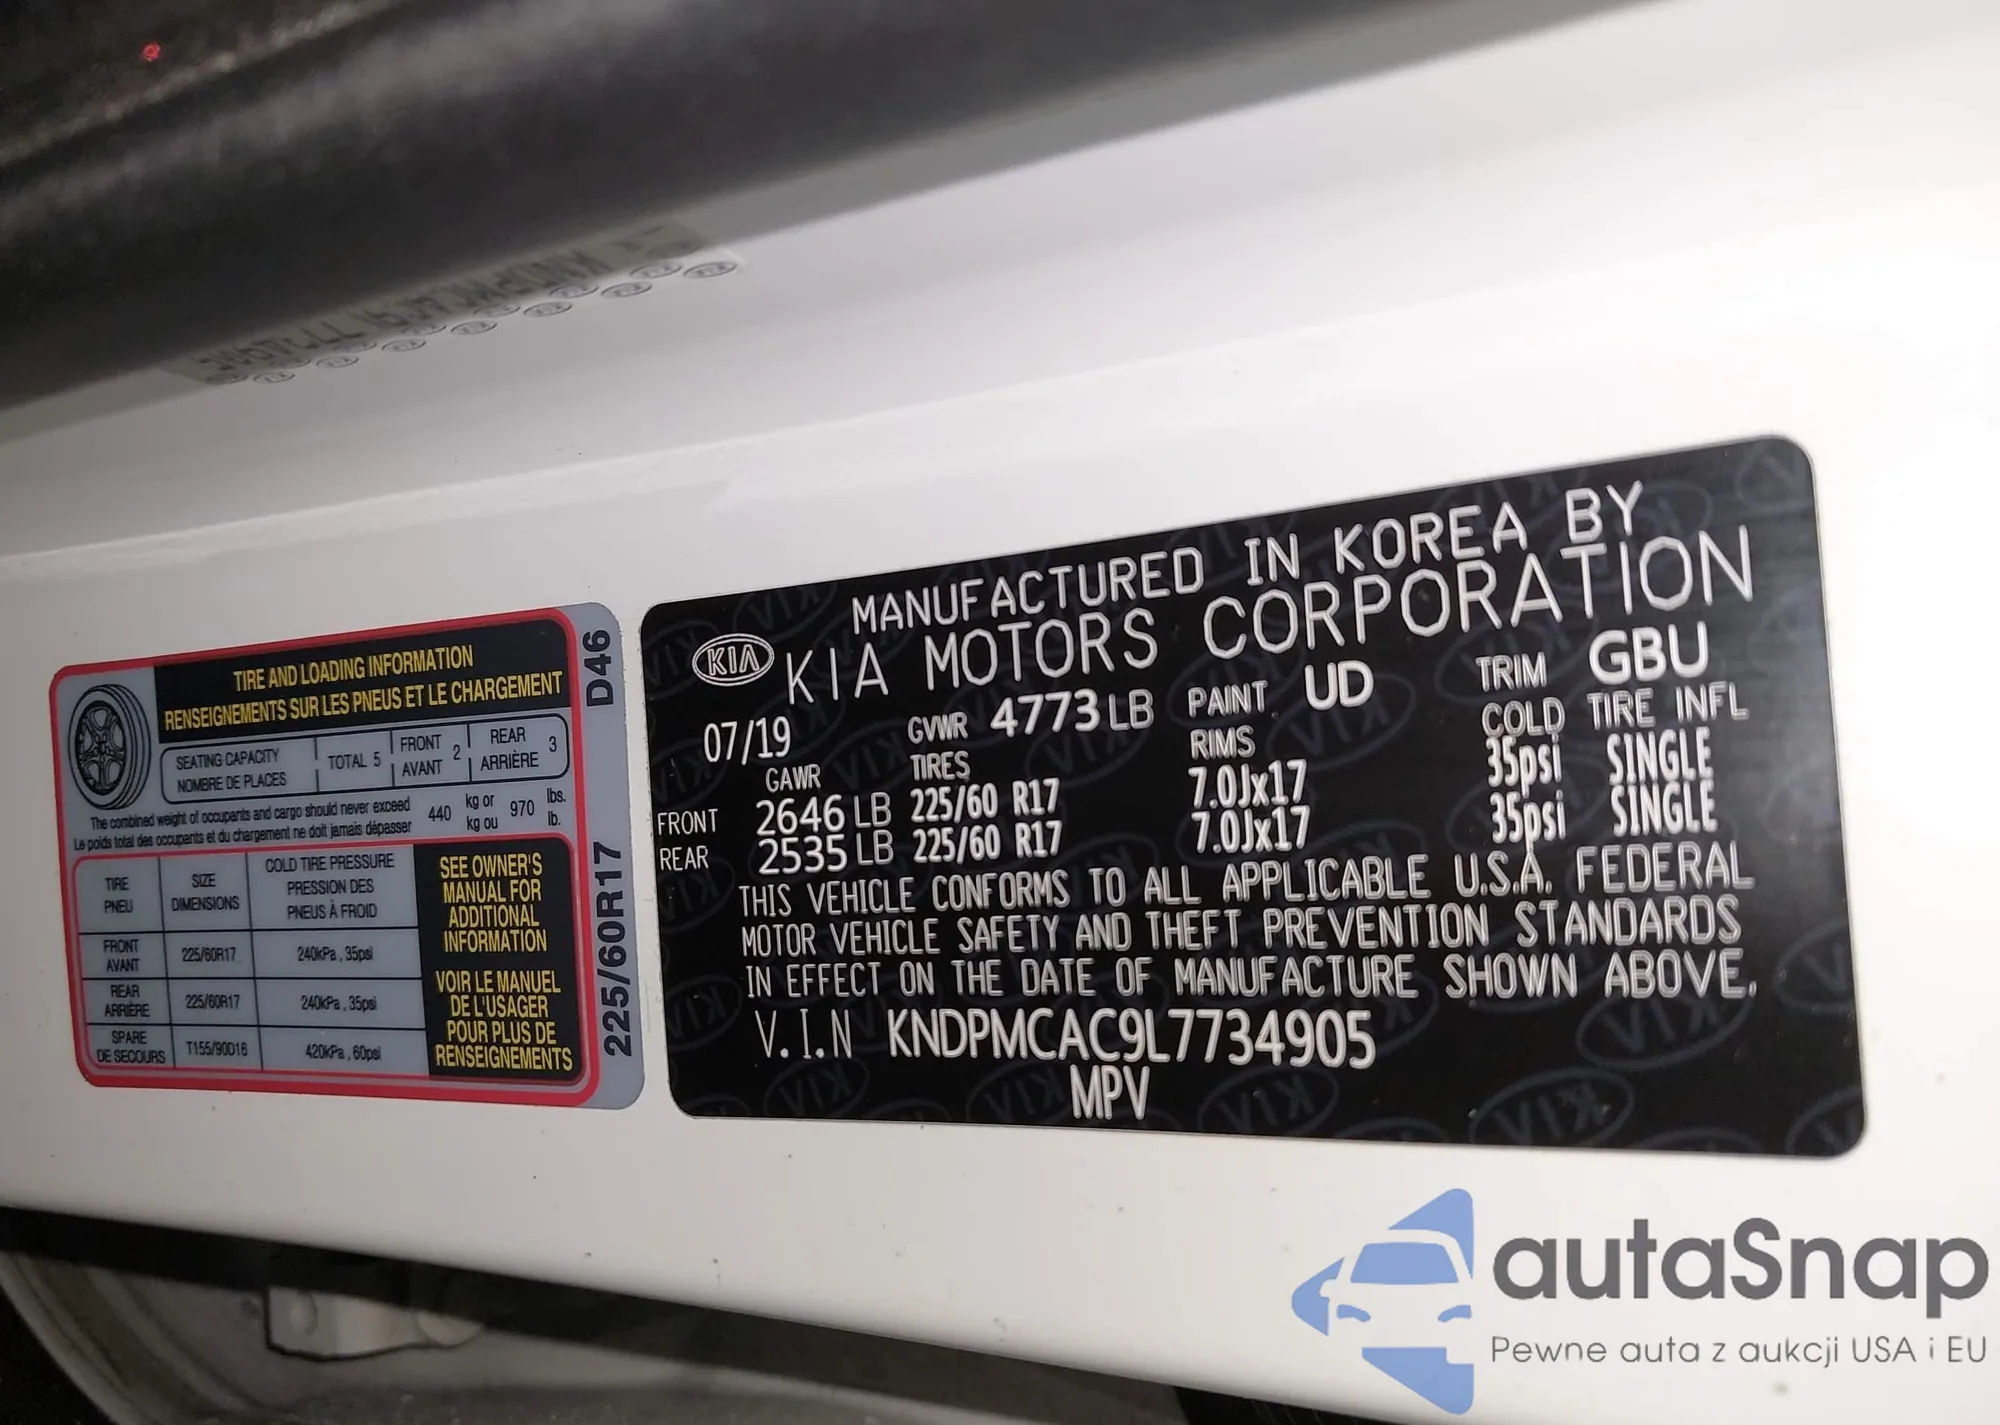 TIRE AND LOADING INFORMATION
RENSEIGNEMENTS SUR LES PNEUS ET LE CHARGEMENT
SEATING CAPACITY
NOMBRE DE PLACES
TOTAL 5
FRONT
AVANT
2
REAR
ARRIÈRE
3
The combined weight of occupants and cargo should never exceed
Le poids total des occupants et du chargement ne doit jamais dépasser
440
kg or
kg ou
970
lbs.
lb.
TIRE
PNEU
SIZE
DIMENSIONS
COLD TIRE PRESSURE
PRESSION DES
PNEUS À FROID
FRONT
AVANT
225/60R17
240kPa , 35psi
REAR
ARRIÈRE
225/60R17
240kPa , 35psi
SPARE
DE SECOURS
T155/90D16
420kPa , 60psi
SEE OWNER'S
MANUAL FOR
ADDITIONAL
INFORMATION
VOIR LE MANUEL
DE L'USAGER
POUR PLUS DE
RENSEIGNEMENTS
225/60R17 D46
MANUFACTURED IN KOREA BY
KIA KIA MOTORS CORPORATION
07/19 GVWR 4773 LB PAINT UD TRIM GBU
GAWR TIRES RIMS COLD TIRE INFL
FRONT 2646 LB 225/60 R17 7.0Jx17 35psi SINGLE
REAR 2535 LB 225/60 R17 7.0Jx17 35psi SINGLE
THIS VEHICLE CONFORMS TO ALL APPLICABLE U.S.A. FEDERAL
MOTOR VEHICLE SAFETY AND THEFT PREVENTION STANDARDS
IN EFFECT ON THE DATE OF MANUFACTURE SHOWN ABOVE.
V.I.N KNDPMCAC9L7734905
MPV
autaSnap
Pewne auta z aukcji USA i EU